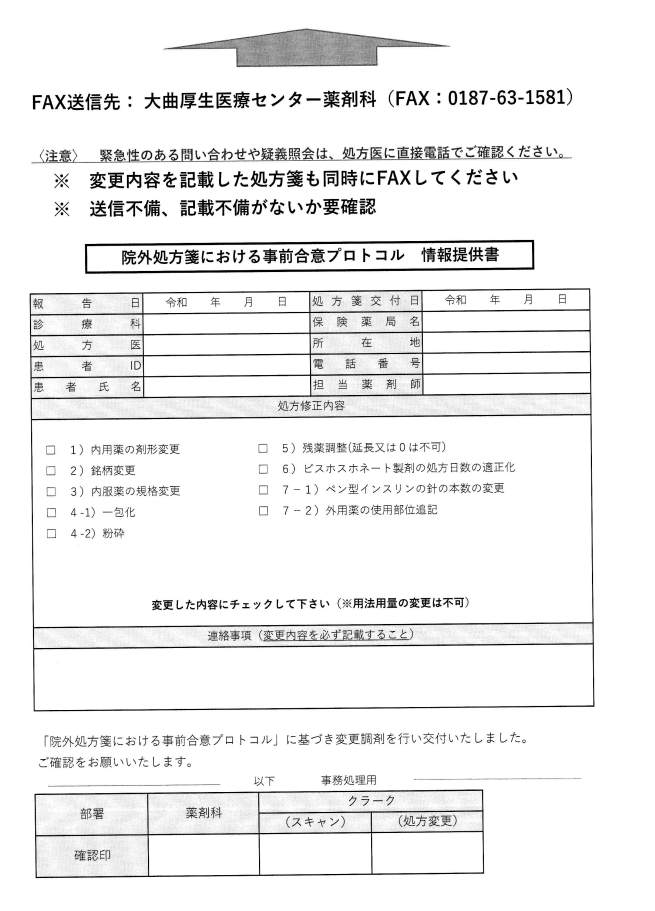 FAX送信先： 大曲厚生医療センター薬剤科（FAX：0187-63-1581）
〈注意〉 緊急性のある問い合わせや疑義照会は、処方医に直接電話でご確認ください。
※ 変更内容を記載した処方箋も同時にFAXしてください
※ 送信不備、記載不備がないか要確認
院外処方箋における事前合意プロトコル 情報提供書
報告日 令和 年 月 日 処方箋交付日 令和 年 月 日
診療科 保険薬局名
処方医 所在地
患者ID 電話番号
患者氏名 担当薬剤師
処方修正内容
□ 1）内用薬の剤形変更 □ 5）残薬調整(延長又は0は不可)
□ 2）銘柄変更 □ 6）ビスホスホネート製剤の処方日数の適正化
□ 3）内服薬の規格変更 □ 7－1）ペン型インスリンの針の本数の変更
□ 4-1）一包化 □ 7－2）外用薬の使用部位追記
□ 4-2）粉砕
変更した内容にチェックして下さい（※用法用量の変更は不可）
連絡事項（変更内容を必ず記載すること）
「院外処方箋における事前合意プロトコル」に基づき変更調剤を行い交付いたしました。
ご確認をお願いいたします。
以下 事務処理用
部署 薬剤科 クラーク
（スキャン） （処方変更）
確認印